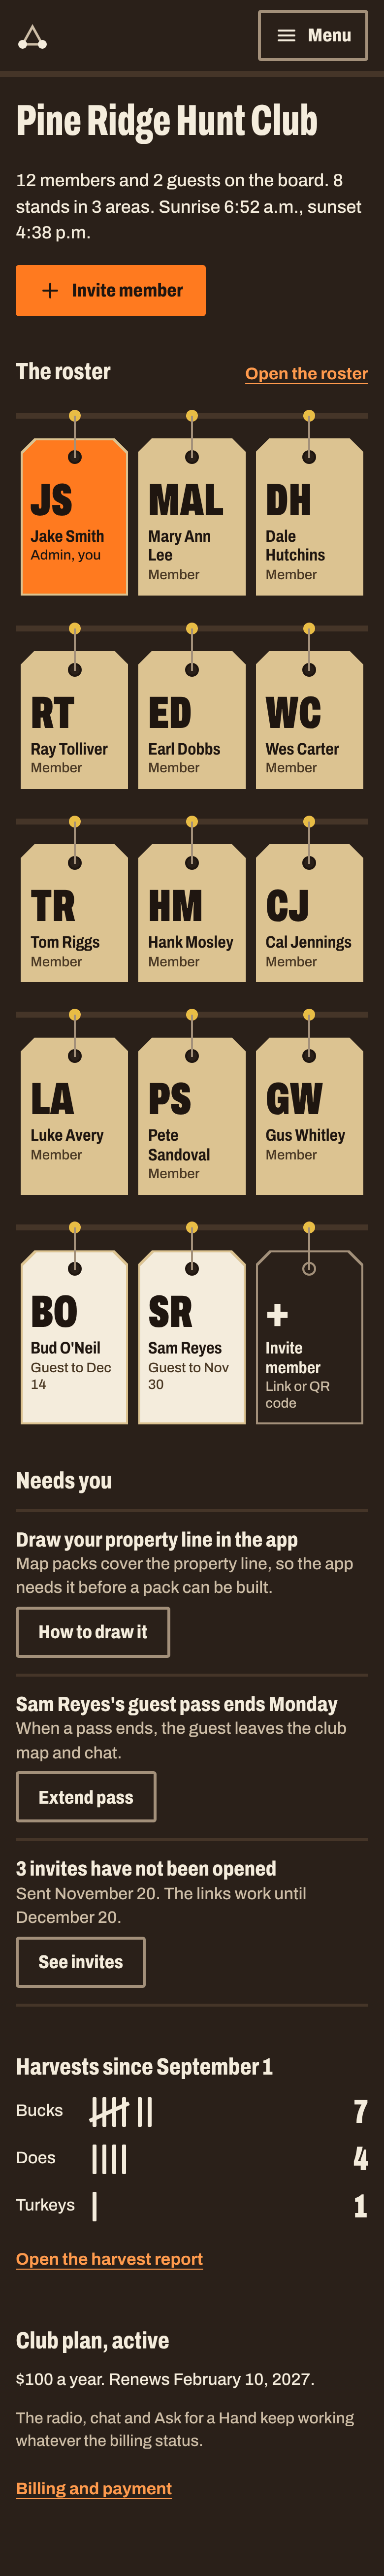 Menu
Pine Ridge Hunt Club
12 members and 2 guests on the board. 8
stands in 3 areas. Sunrise 6:52 a.m., sunset
4:38 p.m.
+ Invite member
The roster
Open the roster
JS
Jake Smith
Admin, you
MAL
Mary Ann
Lee
Member
DH
Dale
Hutchins
Member
RT
Ray Tolliver
Member
ED
Earl Dobbs
Member
WC
Wes Carter
Member
TR
Tom Riggs
Member
HM
Hank Mosley
Member
CJ
Cal Jennings
Member
LA
Luke Avery
Member
PS
Pete
Sandoval
Member
GW
Gus Whitley
Member
BO
Bud O'Neil
Guest to Dec
14
SR
Sam Reyes
Guest to Nov
30
+
Invite
member
Link or QR
code
Needs you
Draw your property line in the app
Map packs cover the property line, so the app
needs it before a pack can be built.
How to draw it
Sam Reyes's guest pass ends Monday
When a pass ends, the guest leaves the club
map and chat.
Extend pass
3 invites have not been opened
Sent November 20. The links work until
December 20.
See invites
Harvests since September 1
Bucks 7
Does 4
Turkeys 1
Open the harvest report
Club plan, active
$100 a year. Renews February 10, 2027.
The radio, chat and Ask for a Hand keep working
whatever the billing status.
Billing and payment